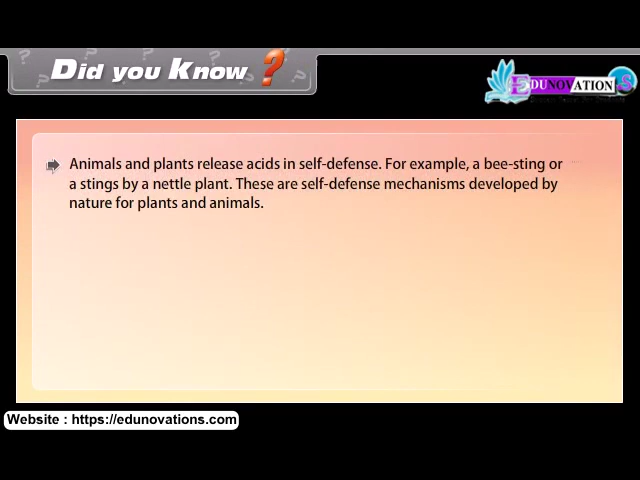 Did you Know ?
EDUNOVATIONS
Animals and plants release acids in self-defense. For example, a bee-sting or
a stings by a nettle plant. These are self-defense mechanisms developed by
nature for plants and animals.
Website : https://edunovations.com